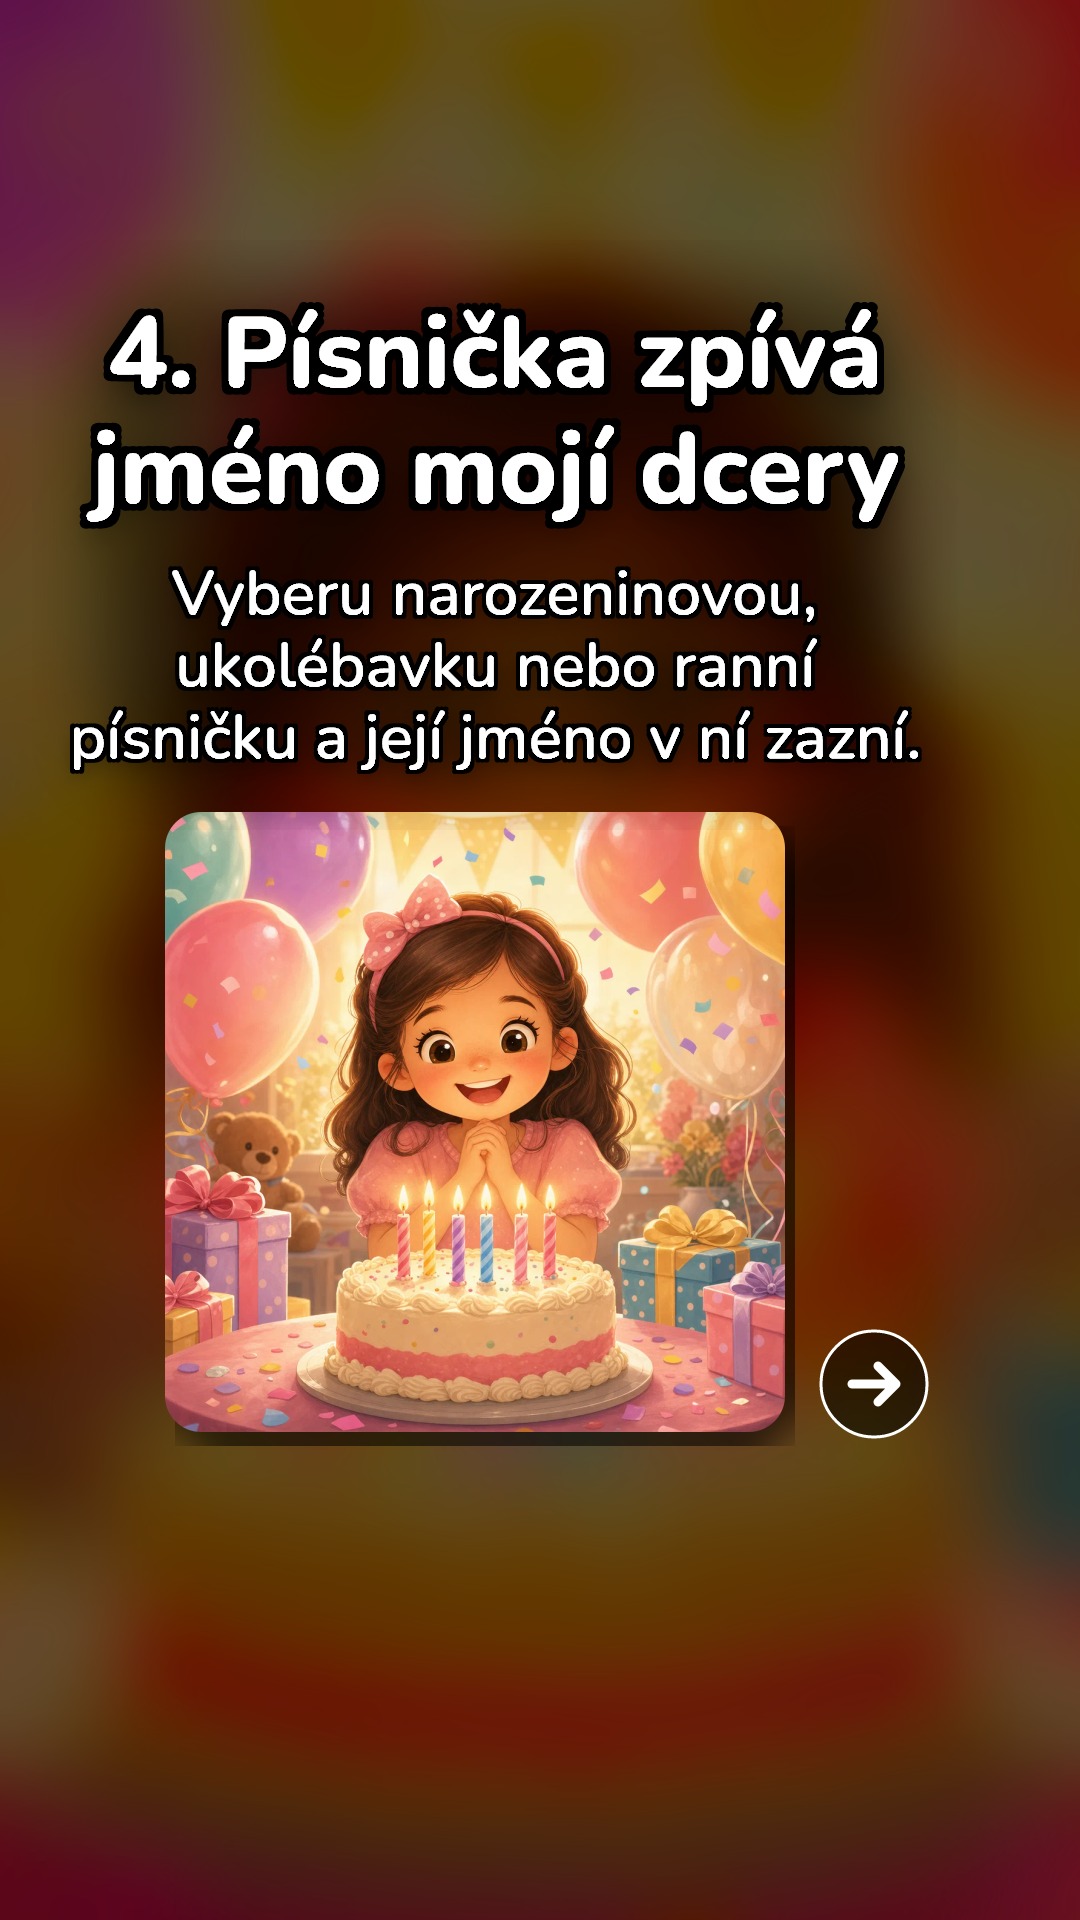 4. Písnička zpívá
jméno mojí dcery
Vyberu narozeninovou,
ukolébavku nebo ranní
písničku a její jméno v ní zazní.